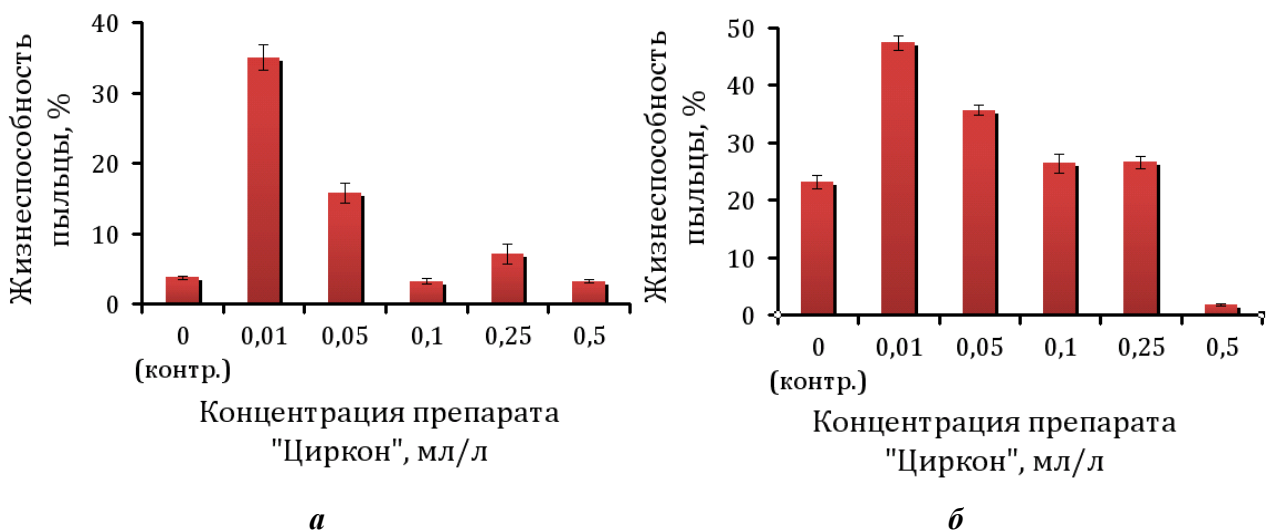 Жизнеспособность
пыльцы, %
40
30
20
10
0
0
0,01
0,05
0,1
0,25
0,5
(контр.)
Концентрация препарата
"Циркон", мл/л
а
Жизнеспособность
пыльцы, %
50
40
30
20
10
0
0
0,01
0,05
0,1
0,25
0,5
(контр.)
Концентрация препарата
"Циркон", мл/л
б